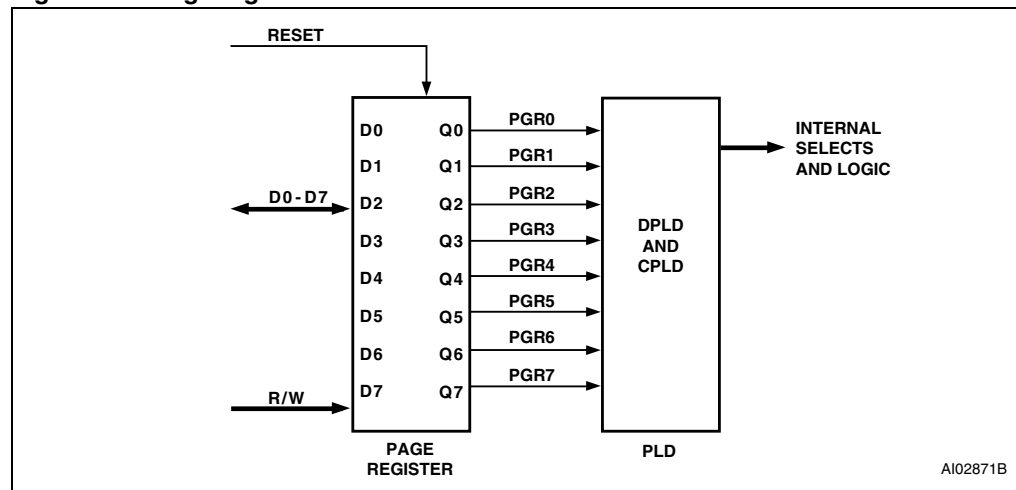 RESET
D0 Q0 PGR0
D1 Q1 PGR1
D0-D7 D2 Q2 PGR2
D3 Q3 PGR3
D4 Q4 PGR4
D5 Q5 PGR5
D6 Q6 PGR6
D7 Q7 PGR7
R/W
DPLD
AND
CPLD
INTERNAL
SELECTS
AND LOGIC
PAGE
REGISTER
PLD
AI02871B